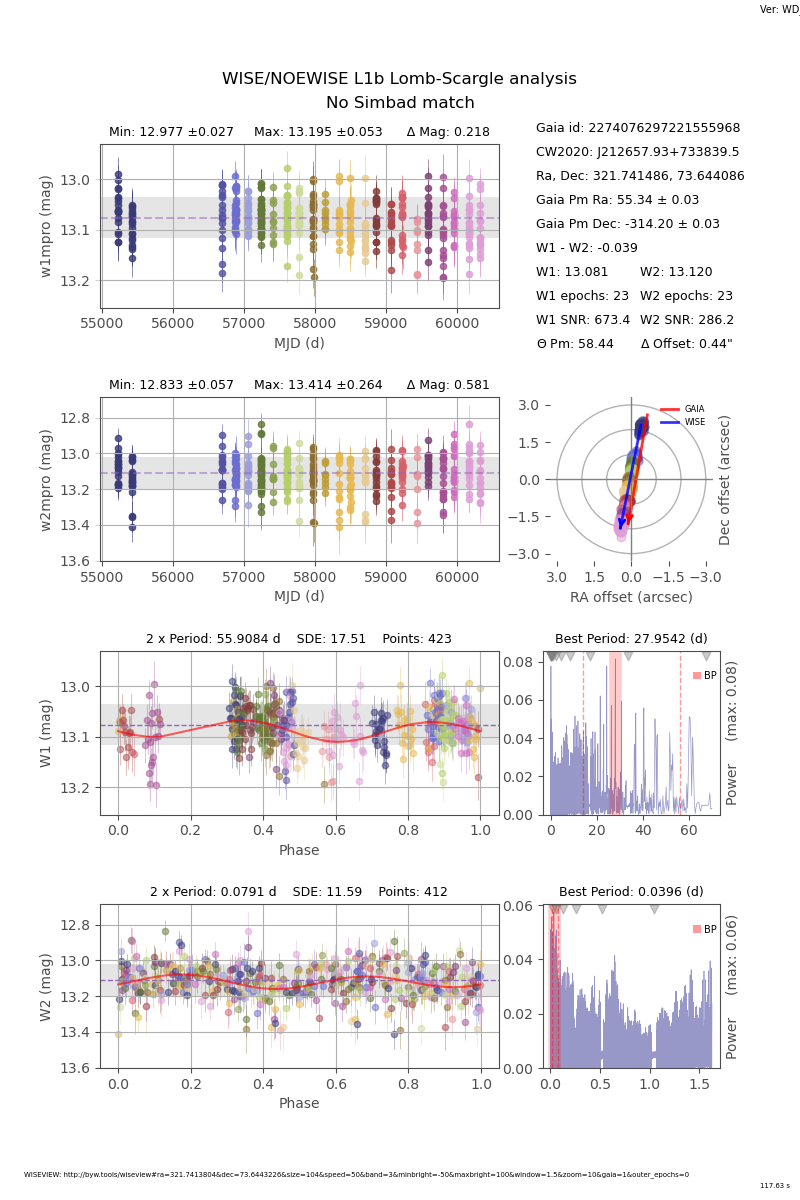 Ver: WD_
WISE/NEOWISE L1b Lomb-Scargle analysis
No Simbad match
Min: 12.977 ±0.027 Max: 13.195 ±0.053 Δ Mag: 0.218
13.0
13.1
13.2
w1mpro (mag)
55000 56000 57000 58000 59000 60000
MJD (d)
Gaia id: 2274076297221555968
CW2020: J212657.93+733839.5
Ra, Dec: 321.741486, 73.644086
Gaia Pm Ra: 55.34 ± 0.03
Gaia Pm Dec: -314.20 ± 0.03
W1 - W2: -0.039
W1: 13.081 W2: 13.120
W1 epochs: 23 W2 epochs: 23
W1 SNR: 673.4 W2 SNR: 286.2
Θ Pm: 58.44 Δ Offset: 0.44"
Min: 12.833 ±0.057 Max: 13.414 ±0.264 Δ Mag: 0.581
12.8
13.0
13.2
13.4
13.6
w2mpro (mag)
55000 56000 57000 58000 59000 60000
MJD (d)
GAIA
WISE
3.0
1.5
0.0
−1.5
−3.0
Dec offset (arcsec)
3.0 1.5 0.0 −1.5 −3.0
RA offset (arcsec)
2 x Period: 55.9084 d SDE: 17.51 Points: 423
13.0
13.1
13.2
W1 (mag)
0.0 0.2 0.4 0.6 0.8 1.0
Phase
Best Period: 27.9542 (d)
BP
0.08
0.06
0.04
0.02
0.00
Power (max: 0.08)
0 20 40 60
2 x Period: 0.0791 d SDE: 11.59 Points: 412
12.8
13.0
13.2
13.4
13.6
W2 (mag)
0.0 0.2 0.4 0.6 0.8 1.0
Phase
Best Period: 0.0396 (d)
BP
0.06
0.04
0.02
0.00
Power (max: 0.06)
0.0 0.5 1.0 1.5
WISEVIEW: http://byw.tools/wiseview#ra=321.7413804&dec=73.6443226&size=104&speed=50&band=3&minbright=-50&maxbright=100&window=1.5&zoom=10&gaia=1&outer_epochs=0
117.63 s